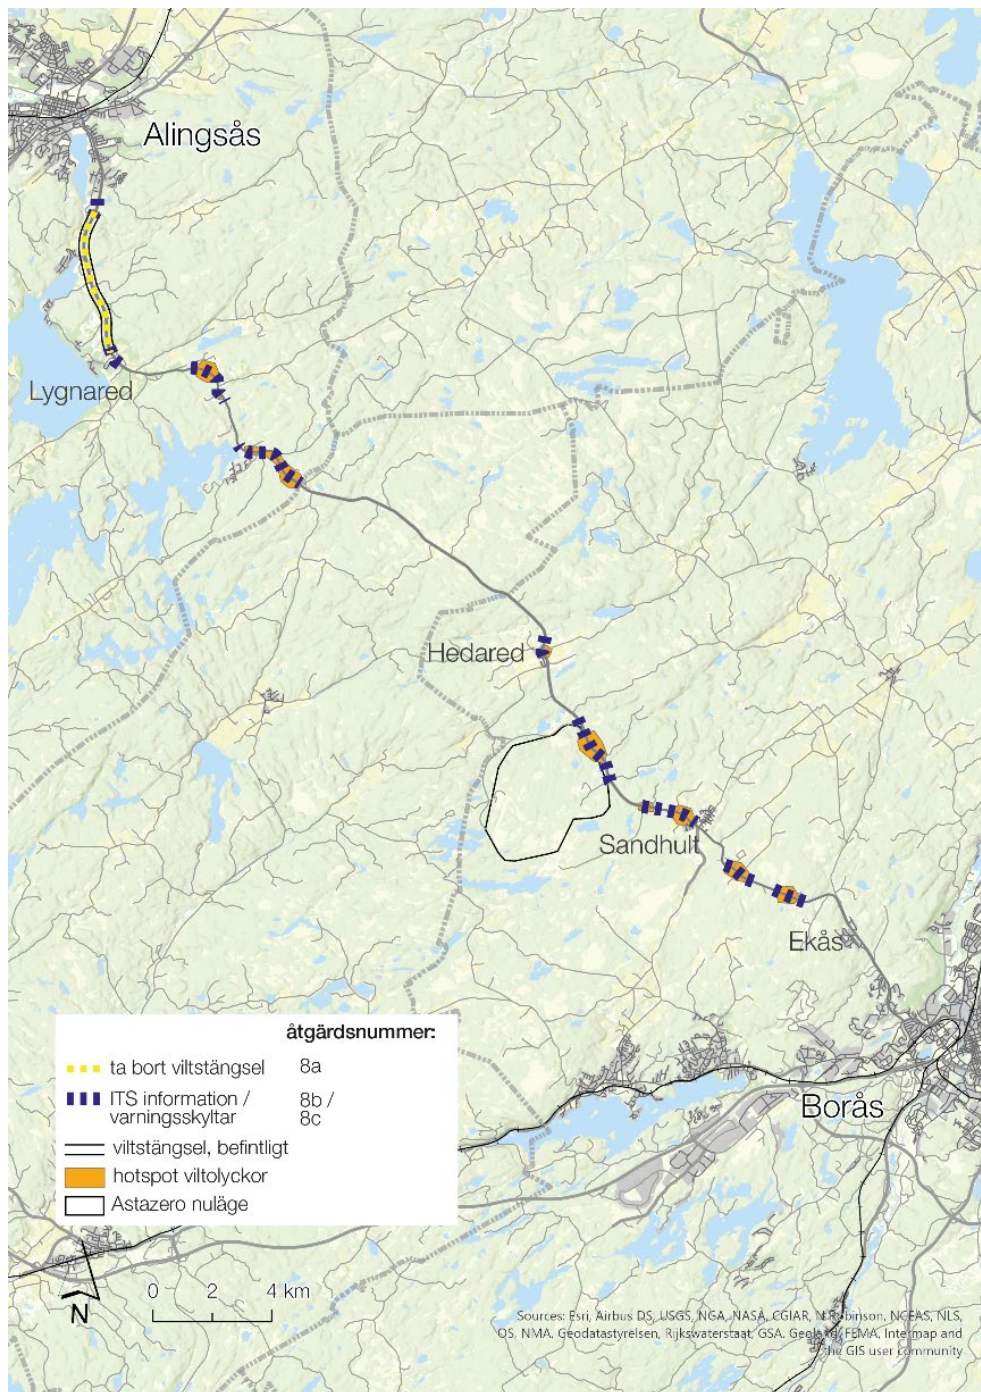 Alingsås
Lygnared
Hedared
Sandhult
Ekås
Borås
åtgärdsnummer:
ta bort viltstängsel 8a
ITS information / 8b /
varningsskyltar 8c
viltstängsel, befintligt
hotspot viltolyckor
Astazero nuläge
N
0 2 4 km
Sources: Esri, Airbus DS, USGS, NGA, NASA, CGIAR, N Robinson, NCEAS, NLS,
OS, NMA, Geodatastyrelsen, Rijkswaterstaat, GSA, Geoland, FEMA, Intermap and
the GIS user community